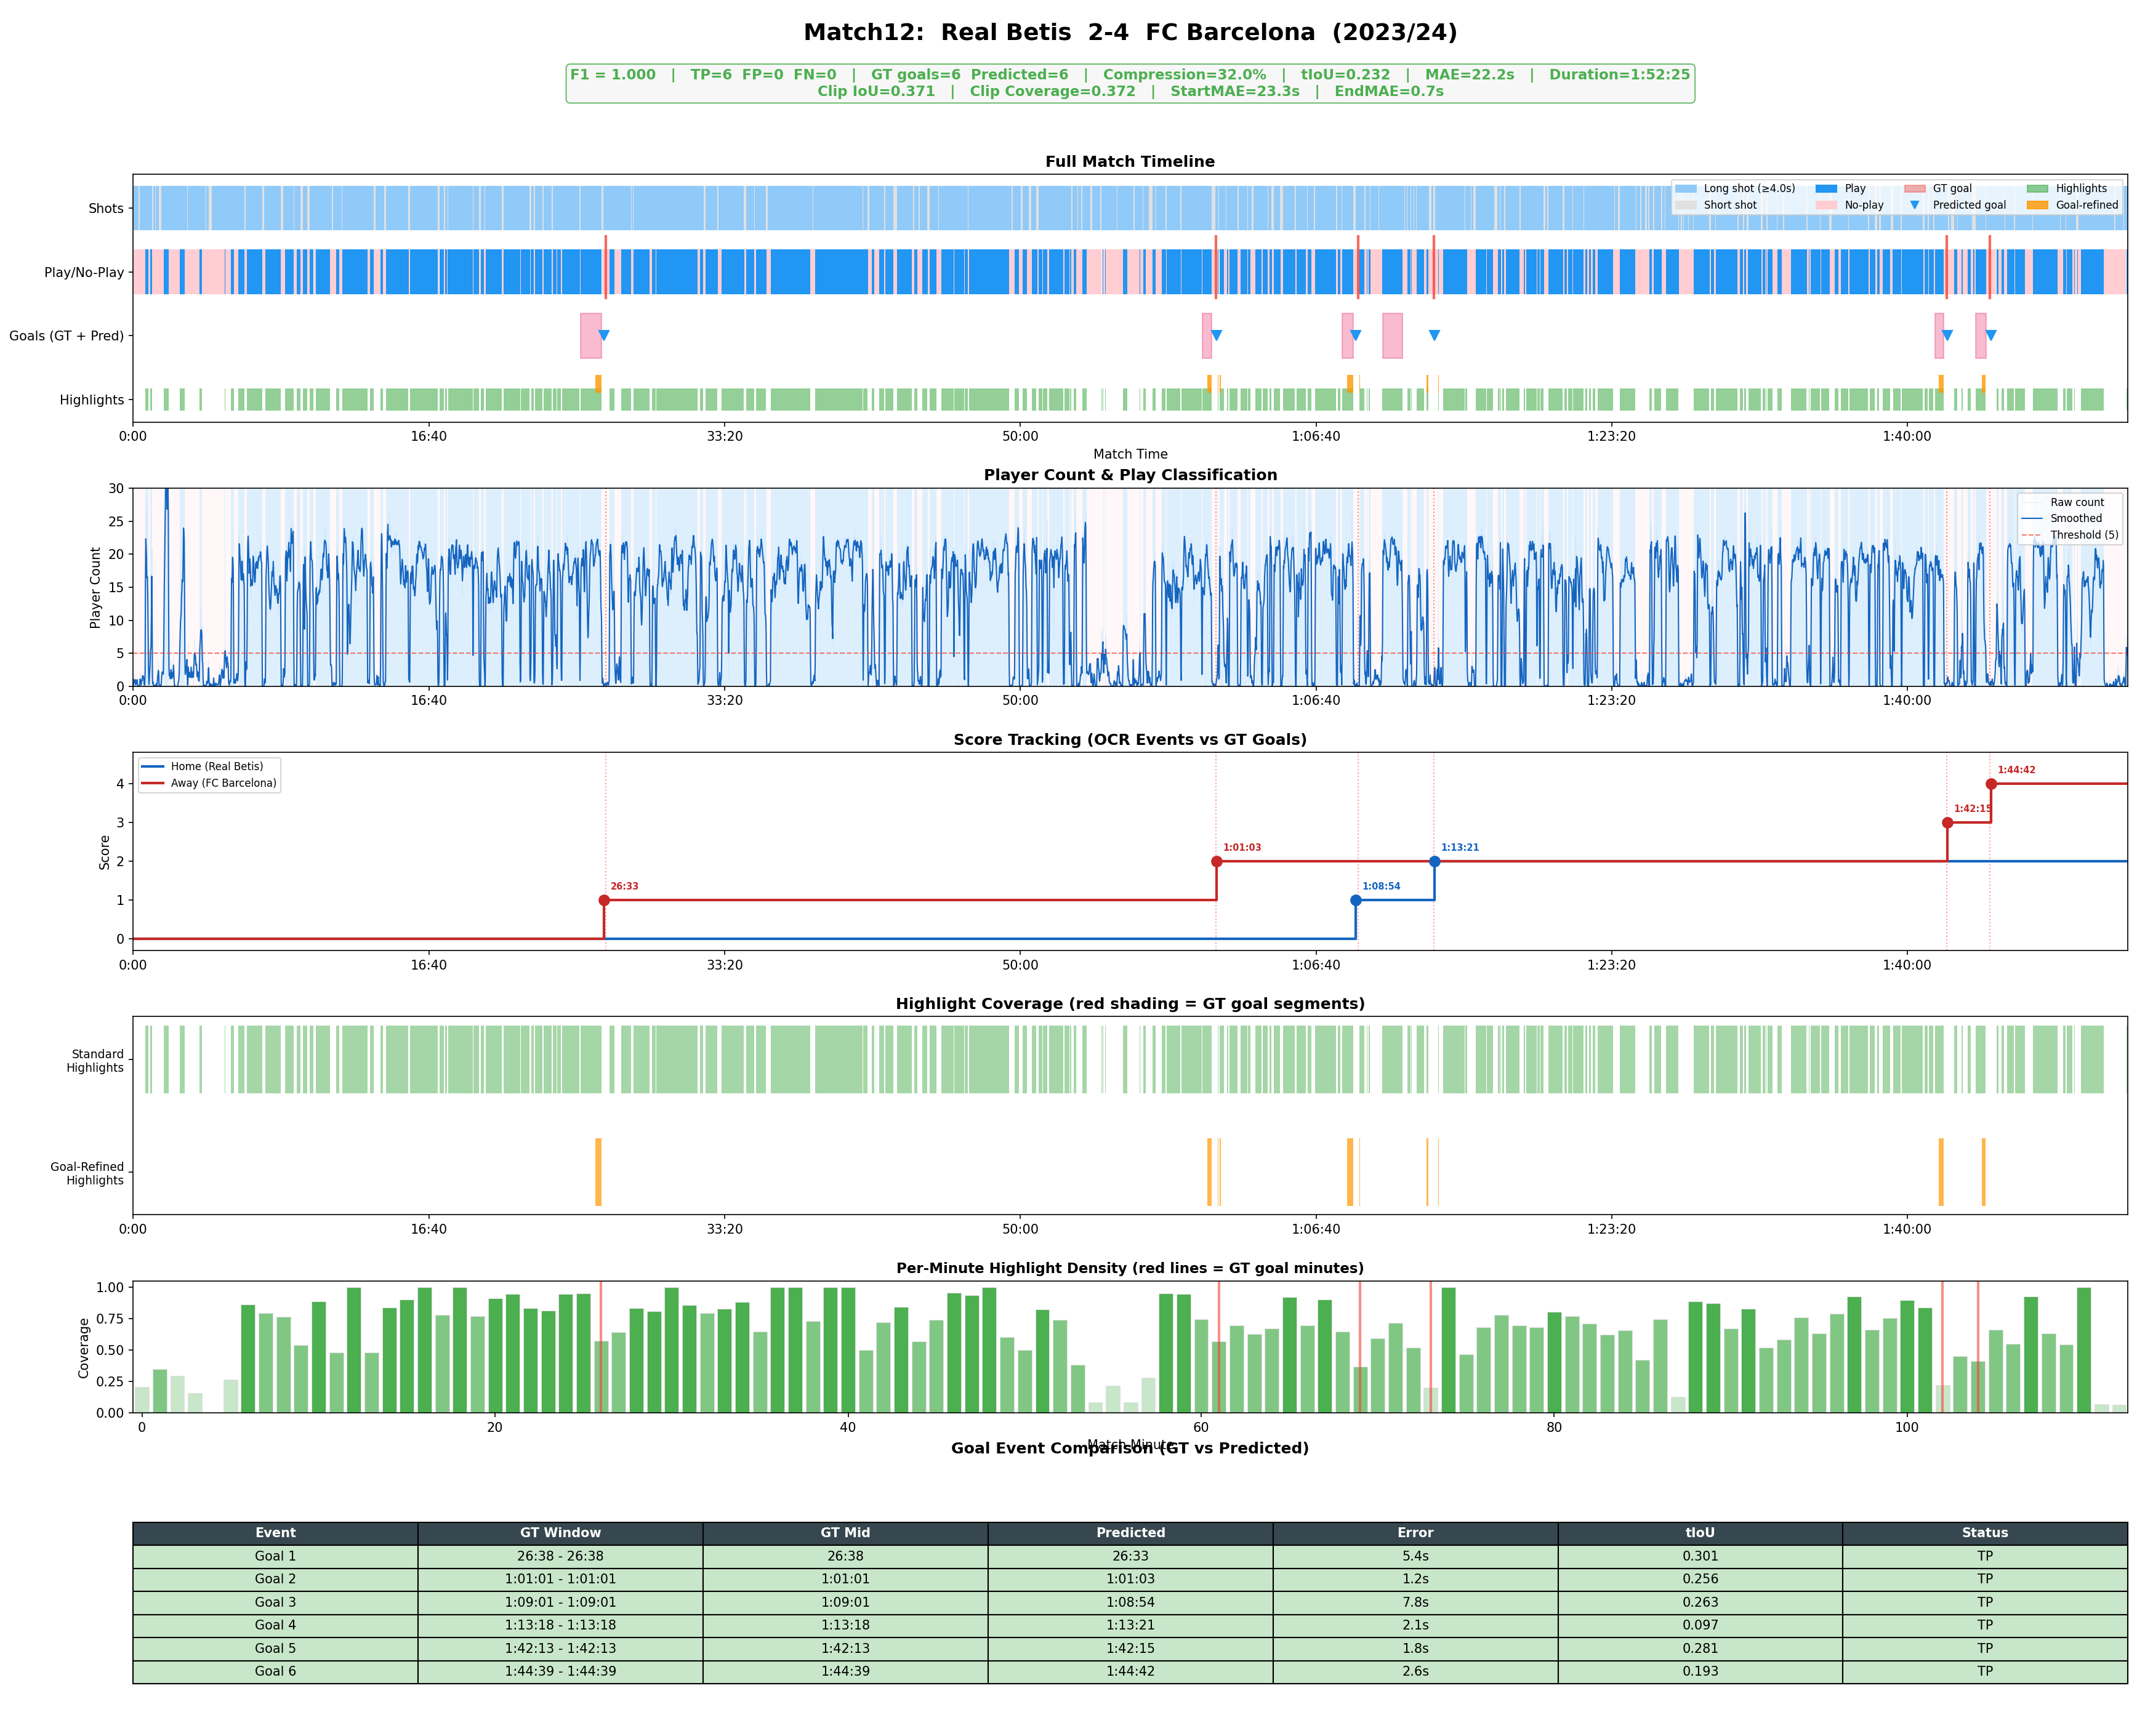 Match12:  Real Betis  2-4  FC Barcelona  (2023/24)
F1 = 1.000   |   TP=6  FP=0  FN=0   |   GT goals=6  Predicted=6   |   Compression=32.0%   |   tIoU=0.232   |   MAE=22.2s   |   Duration=1:52:25
Clip IoU=0.371   |   Clip Coverage=0.372   |   StartMAE=23.3s   |   EndMAE=0.7s
Full Match Timeline
Long shot (≥4.0s) Play GT goal Highlights
Short shot No-play Predicted goal Goal-refined
Shots
Play/No-Play
Goals (GT + Pred)
Highlights
0:00 16:40 33:20 50:00 1:06:40 1:23:20 1:40:00
Match Time
Player Count & Play Classification
Raw count
Smoothed
Threshold (5)
Player Count
30
25
20
15
10
5
0
0:00 16:40 33:20 50:00 1:06:40 1:23:20 1:40:00
Score Tracking (OCR Events vs GT Goals)
Home (Real Betis)
Away (FC Barcelona)
Score
4
3
2
1
0
26:33
1:01:03
1:08:54
1:13:21
1:42:15
1:44:42
0:00 16:40 33:20 50:00 1:06:40 1:23:20 1:40:00
Highlight Coverage (red shading = GT goal segments)
Standard
Highlights
Goal-Refined
Highlights
0:00 16:40 33:20 50:00 1:06:40 1:23:20 1:40:00
Per-Minute Highlight Density (red lines = GT goal minutes)
Coverage
1.00
0.75
0.50
0.25
0.00
0 20 40 60 80 100
Match Minute
Goal Event Comparison (GT vs Predicted)
Event GT Window GT Mid Predicted Error tIoU Status
Goal 1 26:38 - 26:38 26:38 26:33 5.4s 0.301 TP
Goal 2 1:01:01 - 1:01:01 1:01:01 1:01:03 1.2s 0.256 TP
Goal 3 1:09:01 - 1:09:01 1:09:01 1:08:54 7.8s 0.263 TP
Goal 4 1:13:18 - 1:13:18 1:13:18 1:13:21 2.1s 0.097 TP
Goal 5 1:42:13 - 1:42:13 1:42:13 1:42:15 1.8s 0.281 TP
Goal 6 1:44:39 - 1:44:39 1:44:39 1:44:42 2.6s 0.193 TP